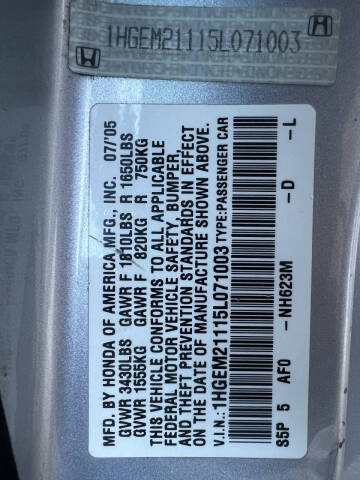 1HGEM21115L071003
MFD. BY HONDA OF AMERICA MFG., INC. 07/05
GVWR 3430LBS GAWR F 1810LBS R 1650LBS
GVWR 1555KG GAWR F 820KG R 750KG
THIS VEHICLE CONFORMS TO ALL APPLICABLE
FEDERAL MOTOR VEHICLE SAFETY, BUMPER,
AND THEFT PREVENTION STANDARDS IN EFFECT
ON THE DATE OF MANUFACTURE SHOWN ABOVE.
V.I.N.: 1HGEM21115L071003 TYPE:PASSENGER CAR
S5P 5 AF0 -NH623M -D -L